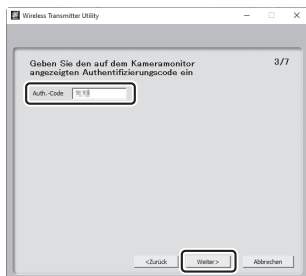 Wireless Transmitter Utility
Geben Sie den auf dem Kameramonitor
angezeigten Authentifizierungscode ein
3/7
Auth.-Code
<Zurück
Weiter>
Abbrechen